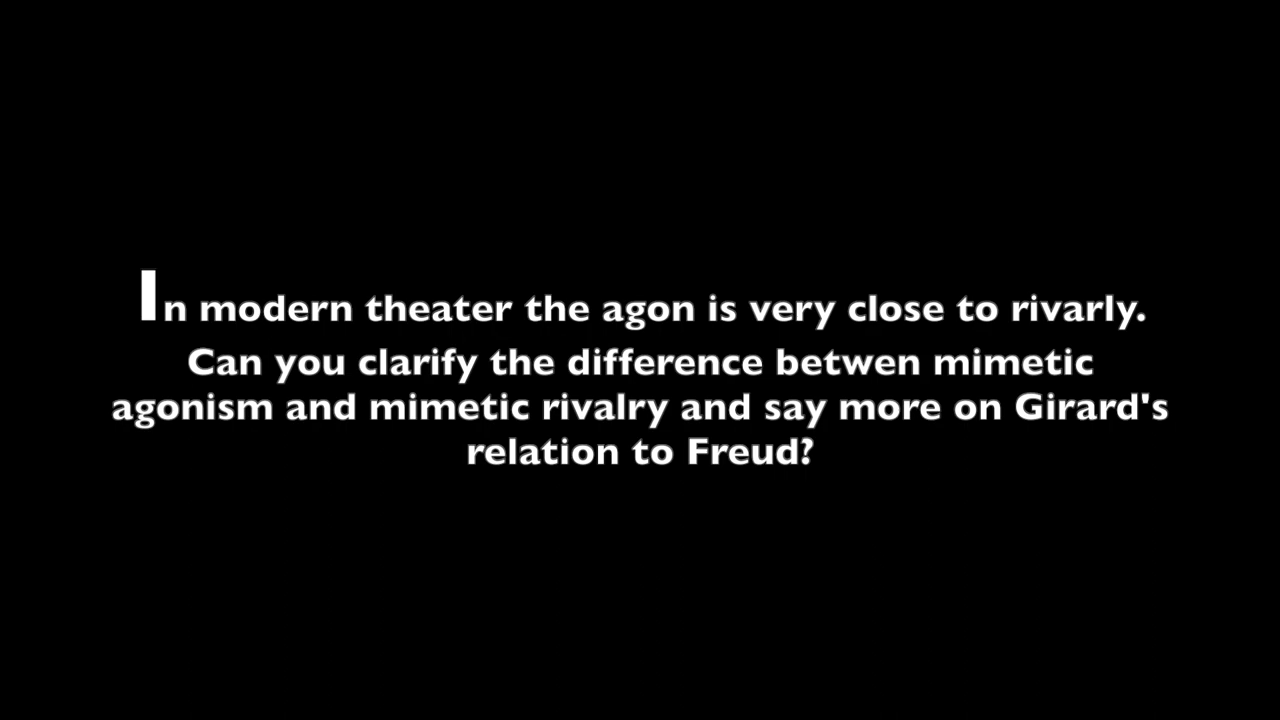 In modern theater the agon is very close to rivarly.
Can you clarify the difference betwen mimetic
agonism and mimetic rivalry and say more on Girard's
relation to Freud?